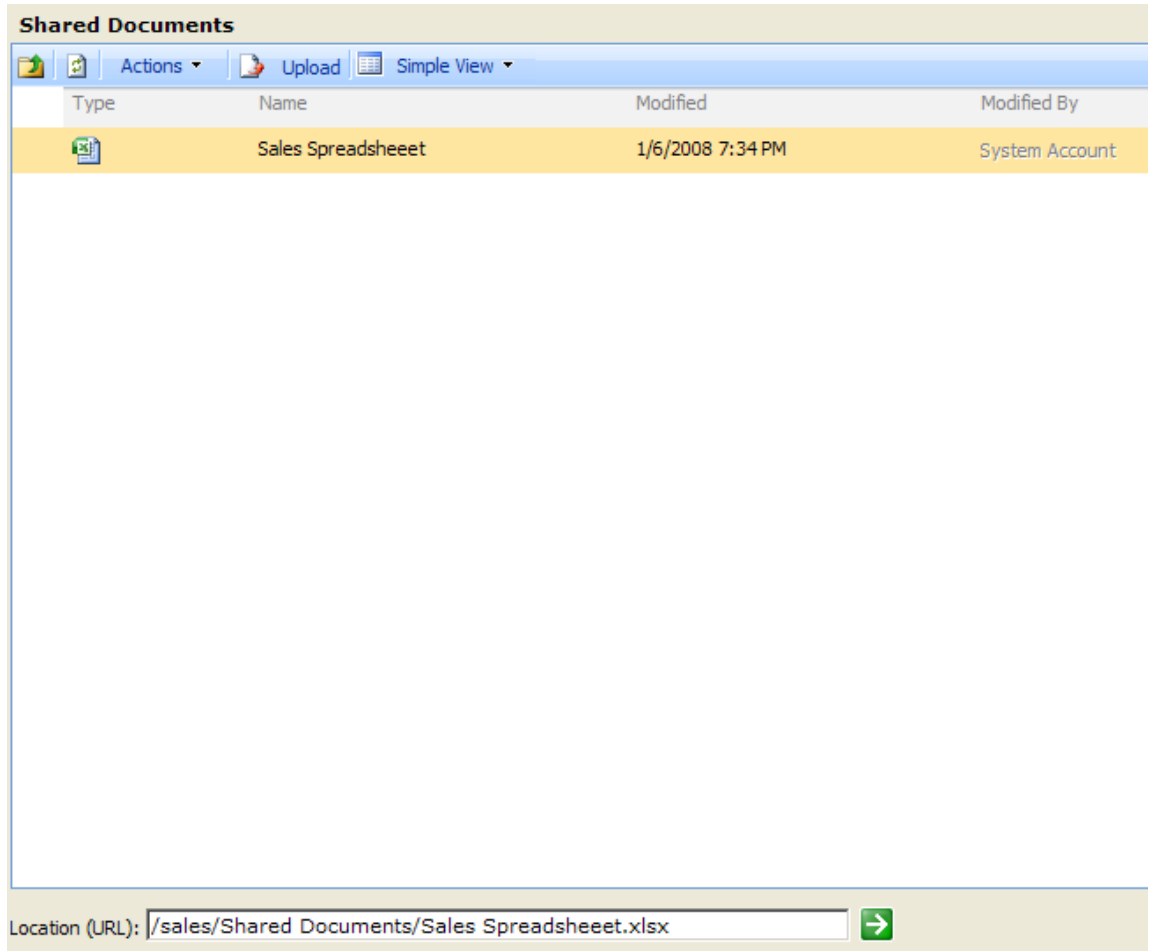 Shared Documents
Actions Upload Simple View
Type Name Modified Modified By
Sales Spreadsheeet 1/6/2008 7:34 PM System Account
Location (URL): /sales/Shared Documents/Sales Spreadsheeet.xlsx